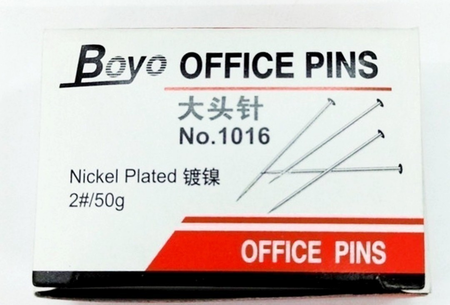 Boyo OFFICE PINS
大头针
No.1016
Nickel Plated 镀镍
2#/50g
OFFICE PINS